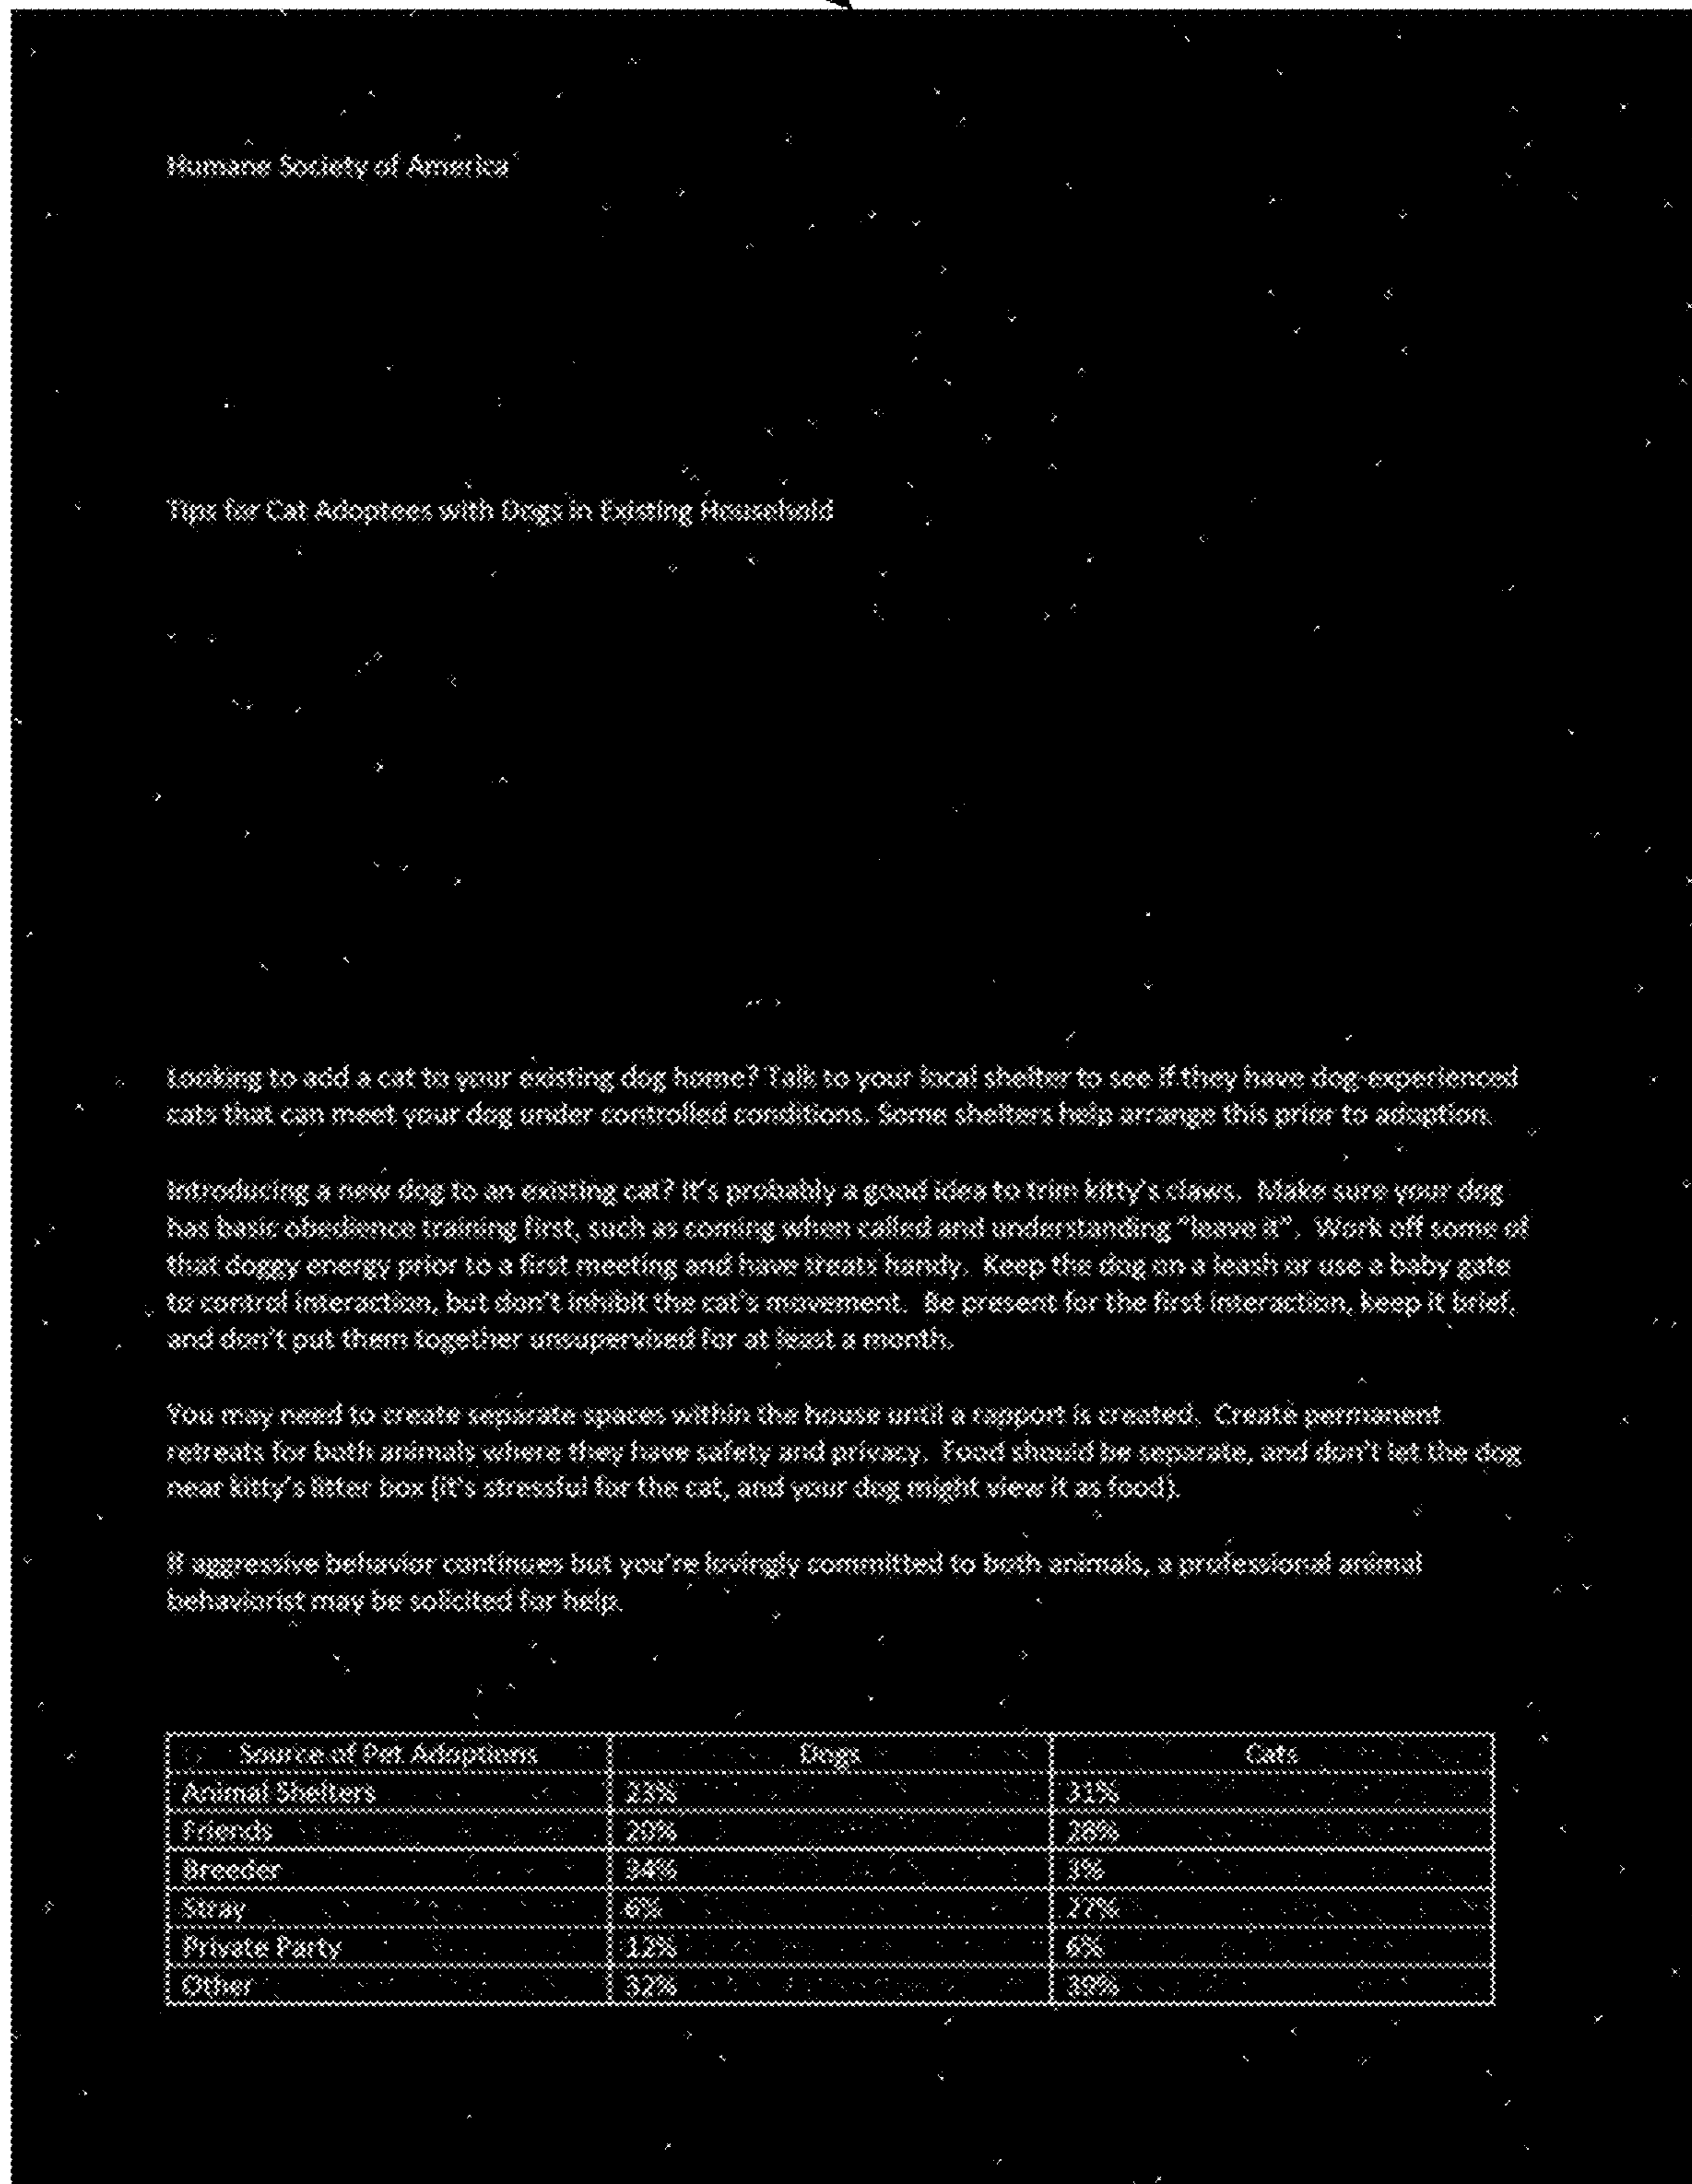 Humane Society of America
Tips for Cat Adoptees with Dogs in Existing Household
Looking to add a cat to your existing dog home? Talk to your local shelter to see if they have dog-experienced
cats that can meet your dog under controlled conditions. Some shelters help arrange this prior to adoption.
Introducing a new dog to an existing cat? It's probably a good idea to trim kitty's claws. Make sure your dog
has basic obedience training first, such as coming when called and understanding "leave it". Work off some of
that doggy energy prior to a first meeting and have treats handy. Keep the dog on a leash or use a baby gate
to control interaction, but don't inhibit the cat's movement. Be present for the first interaction, keep it brief,
and don't put them together unsupervised for at least a month.
You may need to create separate spaces within the house until a rapport is created. Create permanent
retreats for both animals where they have safety and privacy. Food should be separate, and don't let the dog
near kitty's litter box (it's stressful for the cat, and your dog might view it as food).
If aggressive behavior continues but you're lovingly committed to both animals, a professional animal
behaviorist may be solicited for help.
Source of Pet Adoptions Dogs Cats
Animal Shelters 23% 31%
Friends 20% 28%
Breeder 34% 3%
Stray 6% 27%
Private Party 12% 6%
Other 32% 39%